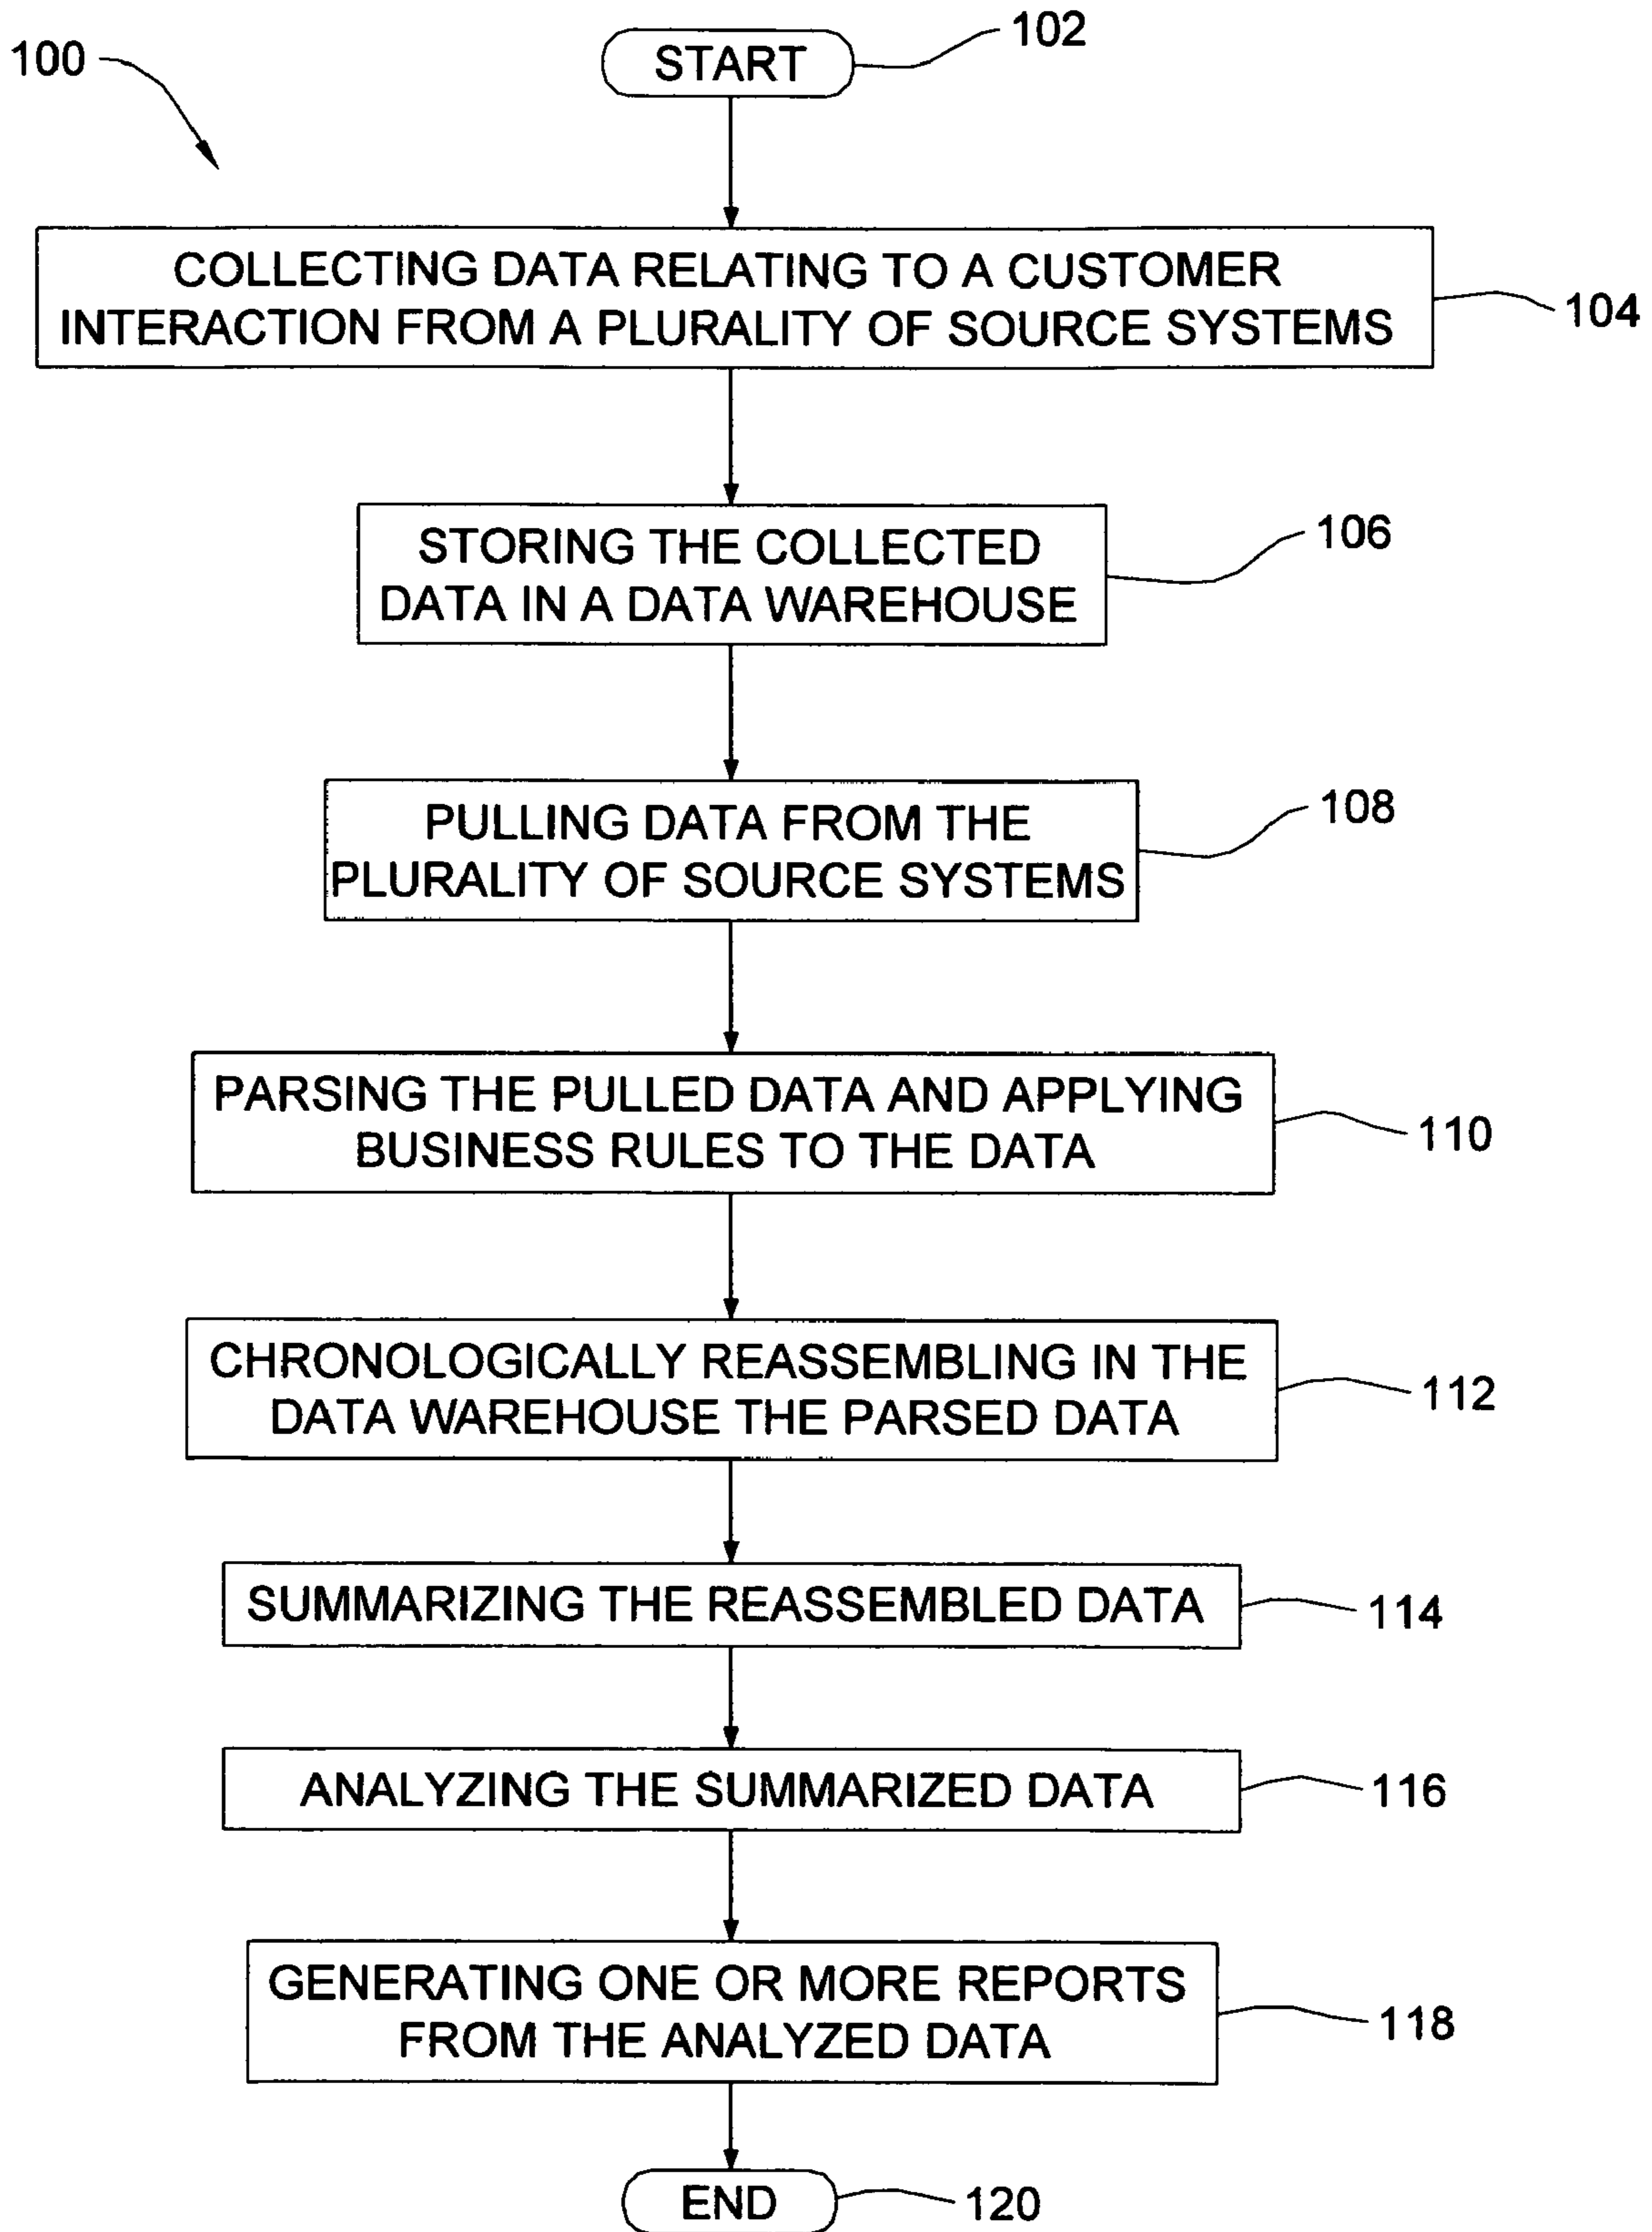 100
START
102
COLLECTING DATA RELATING TO A CUSTOMER
INTERACTION FROM A PLURALITY OF SOURCE SYSTEMS
104
STORING THE COLLECTED
DATA IN A DATA WAREHOUSE
106
PULLING DATA FROM THE
PLURALITY OF SOURCE SYSTEMS
108
PARSING THE PULLED DATA AND APPLYING
BUSINESS RULES TO THE DATA
110
CHRONOLOGICALLY REASSEMBLING IN THE
DATA WAREHOUSE THE PARSED DATA
112
SUMMARIZING THE REASSEMBLED DATA
114
ANALYZING THE SUMMARIZED DATA
116
GENERATING ONE OR MORE REPORTS
FROM THE ANALYZED DATA
118
END
120